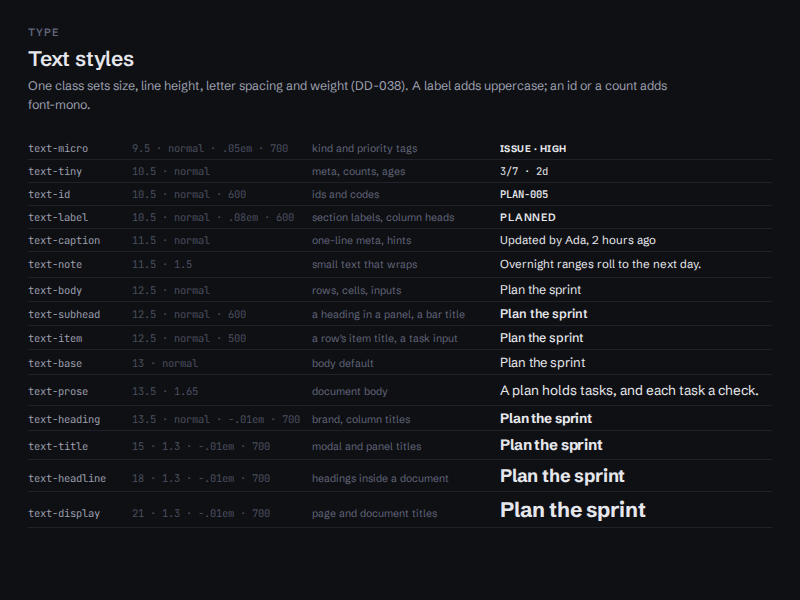 TYPE
Text styles
One class sets size, line height, letter spacing and weight (DD-038). A label adds uppercase; an id or a count adds
font-mono.
text-micro 9.5 · normal · .05em · 700 kind and priority tags ISSUE · HIGH
text-tiny 10.5 · normal meta, counts, ages 3/7 · 2d
text-id 10.5 · normal · 600 ids and codes PLAN-005
text-label 10.5 · normal · .08em · 600 section labels, column heads PLANNED
text-caption 11.5 · normal one-line meta, hints Updated by Ada, 2 hours ago
text-note 11.5 · 1.5 small text that wraps Overnight ranges roll to the next day.
text-body 12.5 · normal rows, cells, inputs Plan the sprint
text-subhead 12.5 · normal · 600 a heading in a panel, a bar title Plan the sprint
text-item 12.5 · normal · 500 a row's item title, a task input Plan the sprint
text-base 13 · normal body default Plan the sprint
text-prose 13.5 · 1.65 document body A plan holds tasks, and each task a check.
text-heading 13.5 · normal · -.01em · 700 brand, column titles Plan the sprint
text-title 15 · 1.3 · -.01em · 700 modal and panel titles Plan the sprint
text-headline 18 · 1.3 · -.01em · 700 headings inside a document Plan the sprint
text-display 21 · 1.3 · -.01em · 700 page and document titles Plan the sprint